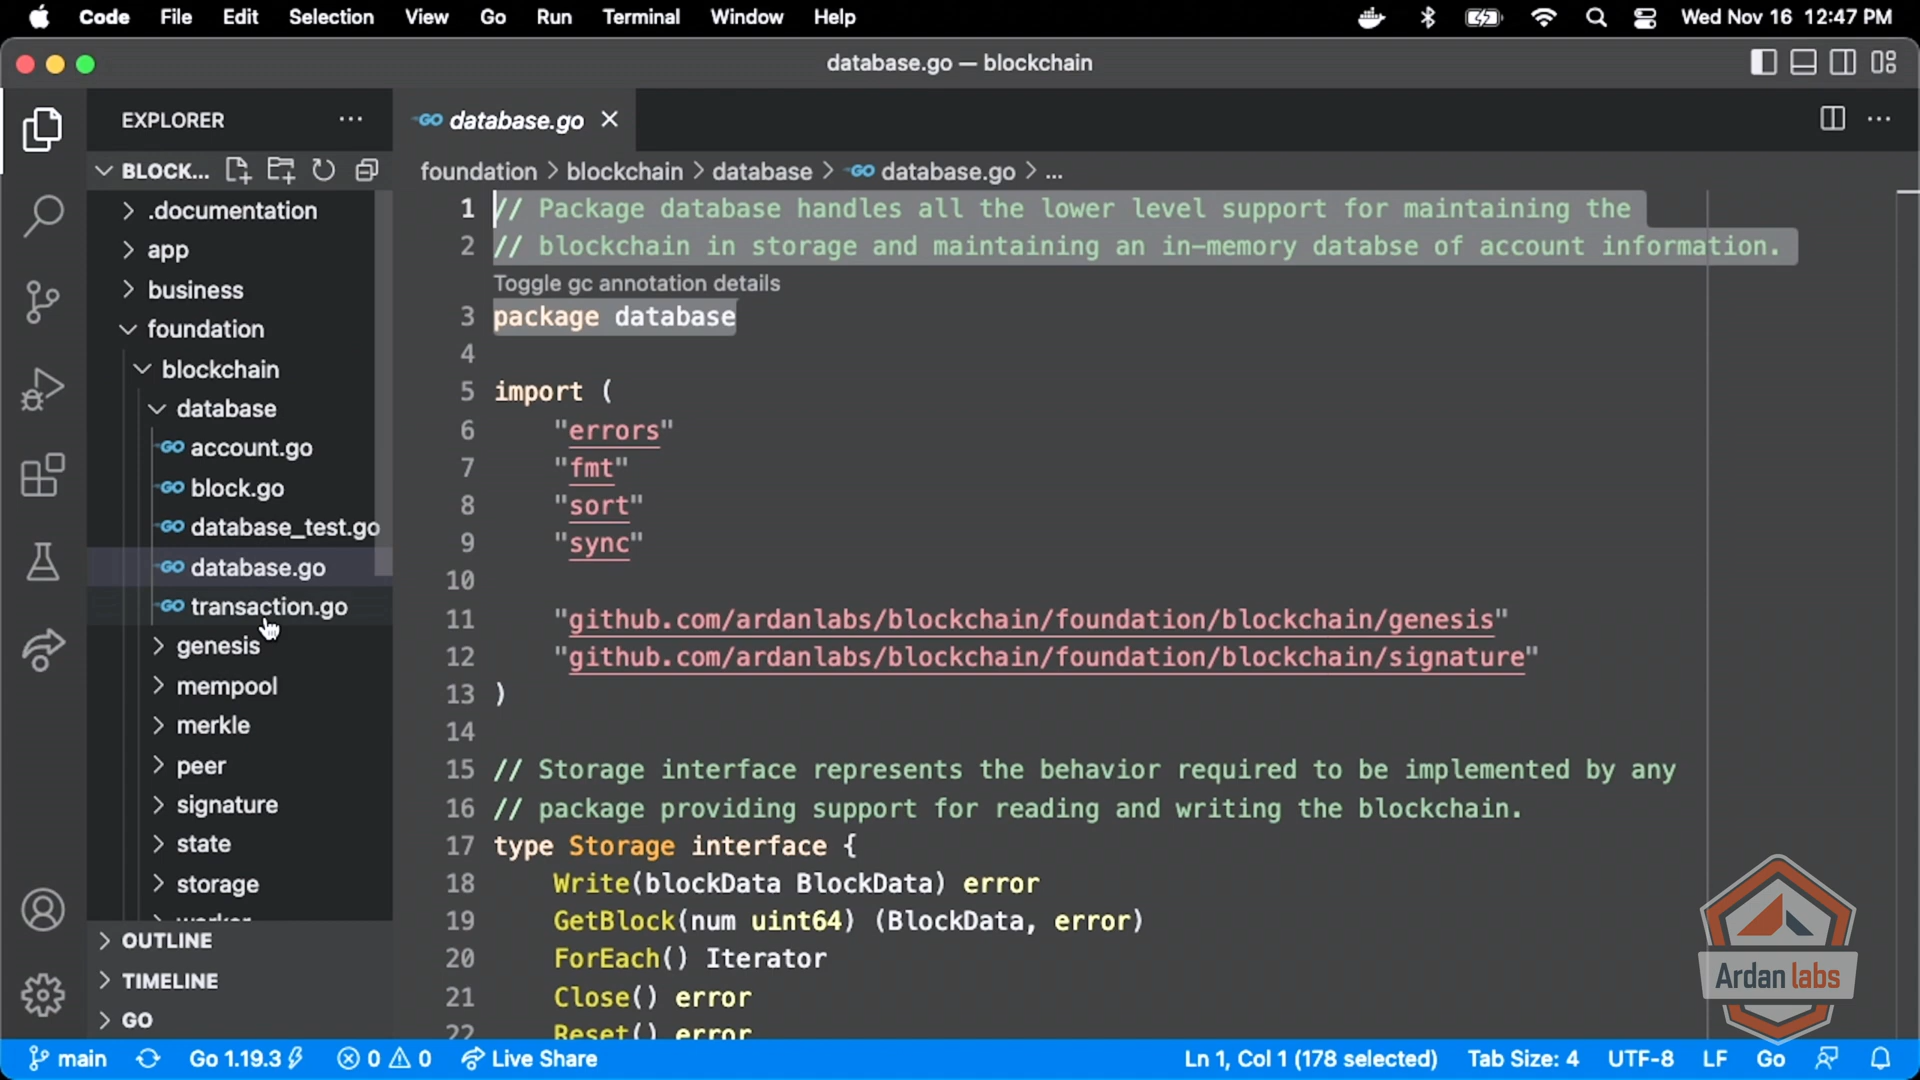 Code File Edit Selection View Go Run Terminal Window Help Wed Nov 16 12:47 PM
database.go — blockchain
EXPLORER
database.go
BLOCK...
foundation > blockchain > database > database.go > ...
.documentation
app
business
foundation
blockchain
database
account.go
block.go
database_test.go
database.go
transaction.go
genesis
mempool
merkle
peer
signature
state
storage
OUTLINE
TIMELINE
GO
1 // Package database handles all the lower level support for maintaining the
2 // blockchain in storage and maintaining an in-memory databse of account information.
Toggle gc annotation details
3 package database
4
5 import (
6 "errors"
7 "fmt"
8 "sort"
9 "sync"
10
11 "github.com/ardanlabs/blockchain/foundation/blockchain/genesis"
12 "github.com/ardanlabs/blockchain/foundation/blockchain/signature"
13 )
14
15 // Storage interface represents the behavior required to be implemented by any
16 // package providing support for reading and writing the blockchain.
17 type Storage interface {
18 Write(blockData BlockData) error
19 GetBlock(num uint64) (BlockData, error)
20 ForEach() Iterator
21 Close() error
22 Reset() error
Ardan labs
main Go 1.19.3 0 0 Live Share Ln 1, Col 1 (178 selected) Tab Size: 4 UTF-8 LF Go